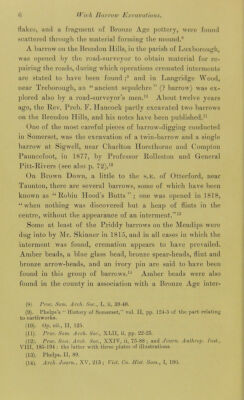 6 Wick Barrow Excavations.
flakes, and a fragment of Bronze Age pottery, were found
scattered through the material forming the mound.⁸
A barrow on the Brendon Hills, in the parish of Luxborough,
was opened by the road-surveyor to obtain material for re-
pairing the roads, during which operations cremated interments
are stated to have been found;⁹ and in Langridge Wood,
near Treborough, an "ancient sepulchre" (? barrow) was ex-
plored also by a road-surveyor's men.¹⁰ About twelve years
ago, the Rev. Preb. F. Hancock partly excavated two barrows
on the Brendon Hills, and his notes have been published.¹¹
One of the most careful pieces of barrow-digging conducted
in Somerset, was the excavation of a twin-barrow and a single
barrow at Sigwell, near Charlton Horethorne and Compton
Pauncefoot, in 1877, by Professor Rolleston and General
Pitt-Rivers (see also p. 72).¹²
On Brown Down, a little to the S.E. of Otterford, near
Taunton, there are several barrows, some of which have been
known as "Robin Hood's Butts"; one was opened in 1818,
"when nothing was discovered but a heap of flints in the
centre, without the appearance of an interment."¹³
Some at least of the Priddy barrows on the Mendips were
dug into by Mr. Skinner in 1815, and in all cases in which the
interment was found, cremation appears to have prevailed.
Amber beads, a blue glass bead, bronze spear-heads, flint and
bronze arrow-heads, and an ivory pin are said to have been
found in this group of barrows.¹⁴ Amber beads were also
found in the county in association with a Bronze Age inter-
(8). Proc. Som. Arch. Soc., L, ii, 39-46.
(9). Phelps's "History of Somerset," vol. II, pp. 124-5 of the part relating
to earthworks.
(10). Op. cit., II, 125.
(11). Proc. Som. Arch. Soc., XLII, ii, pp. 22-25.
(12). Proc. Som. Arch. Soc., XXIV, ii, 75-88; and Journ. Anthrop. Inst.,
VIII, 185-194; the latter with three plates of illustrations.
(13). Phelps, II, 89.
(14). Arch. Journ., XV, 215; Vict. Co. Hist. Som., I, 190.